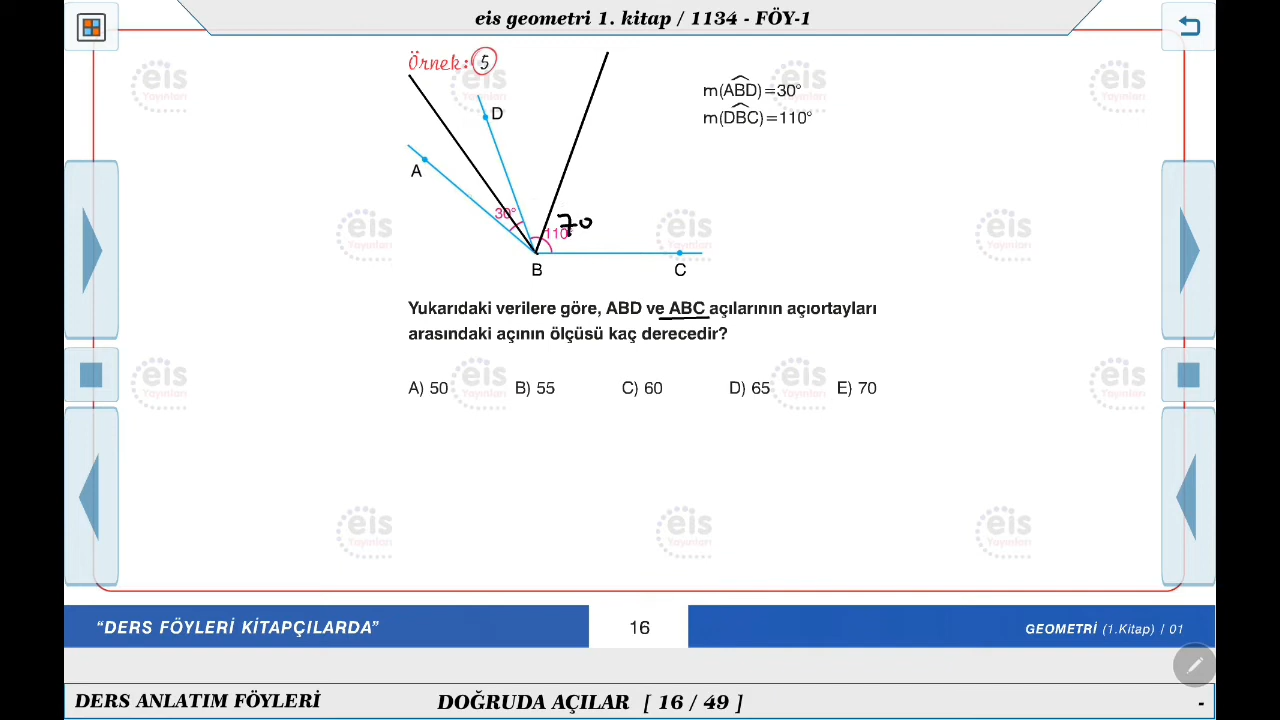 eis geometri 1. kitap / 1134 - FÖY-1
Örnek: 5
m(ABD)=30°
m(DBC)=110°
D
A
30°
70
110°
B
C
Yukarıdaki verilere göre, ABD ve ABC açılarının açıortayları
arasındaki açının ölçüsü kaç derecedir?
A) 50 B) 55 C) 60 D) 65 E) 70
eis Yayınları
"DERS FÖYLERİ KİTAPÇILARDA"
16
GEOMETRİ (1.Kitap) / 01
DERS ANLATIM FÖYLERİ
DOĞRUDA AÇILAR [ 16 / 49 ]
-